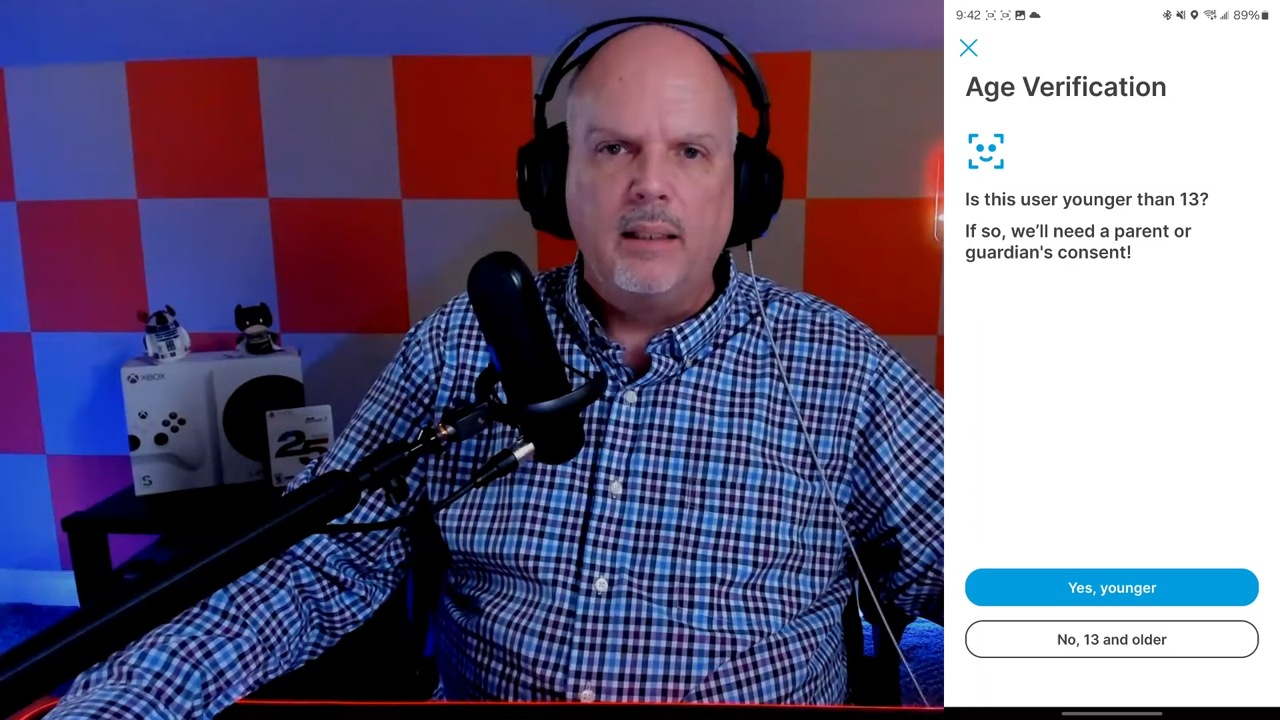 XBOX
S
25
9:42
89%
Age Verification
Is this user younger than 13?
If so, we’ll need a parent or
guardian's consent!
Yes, younger
No, 13 and older